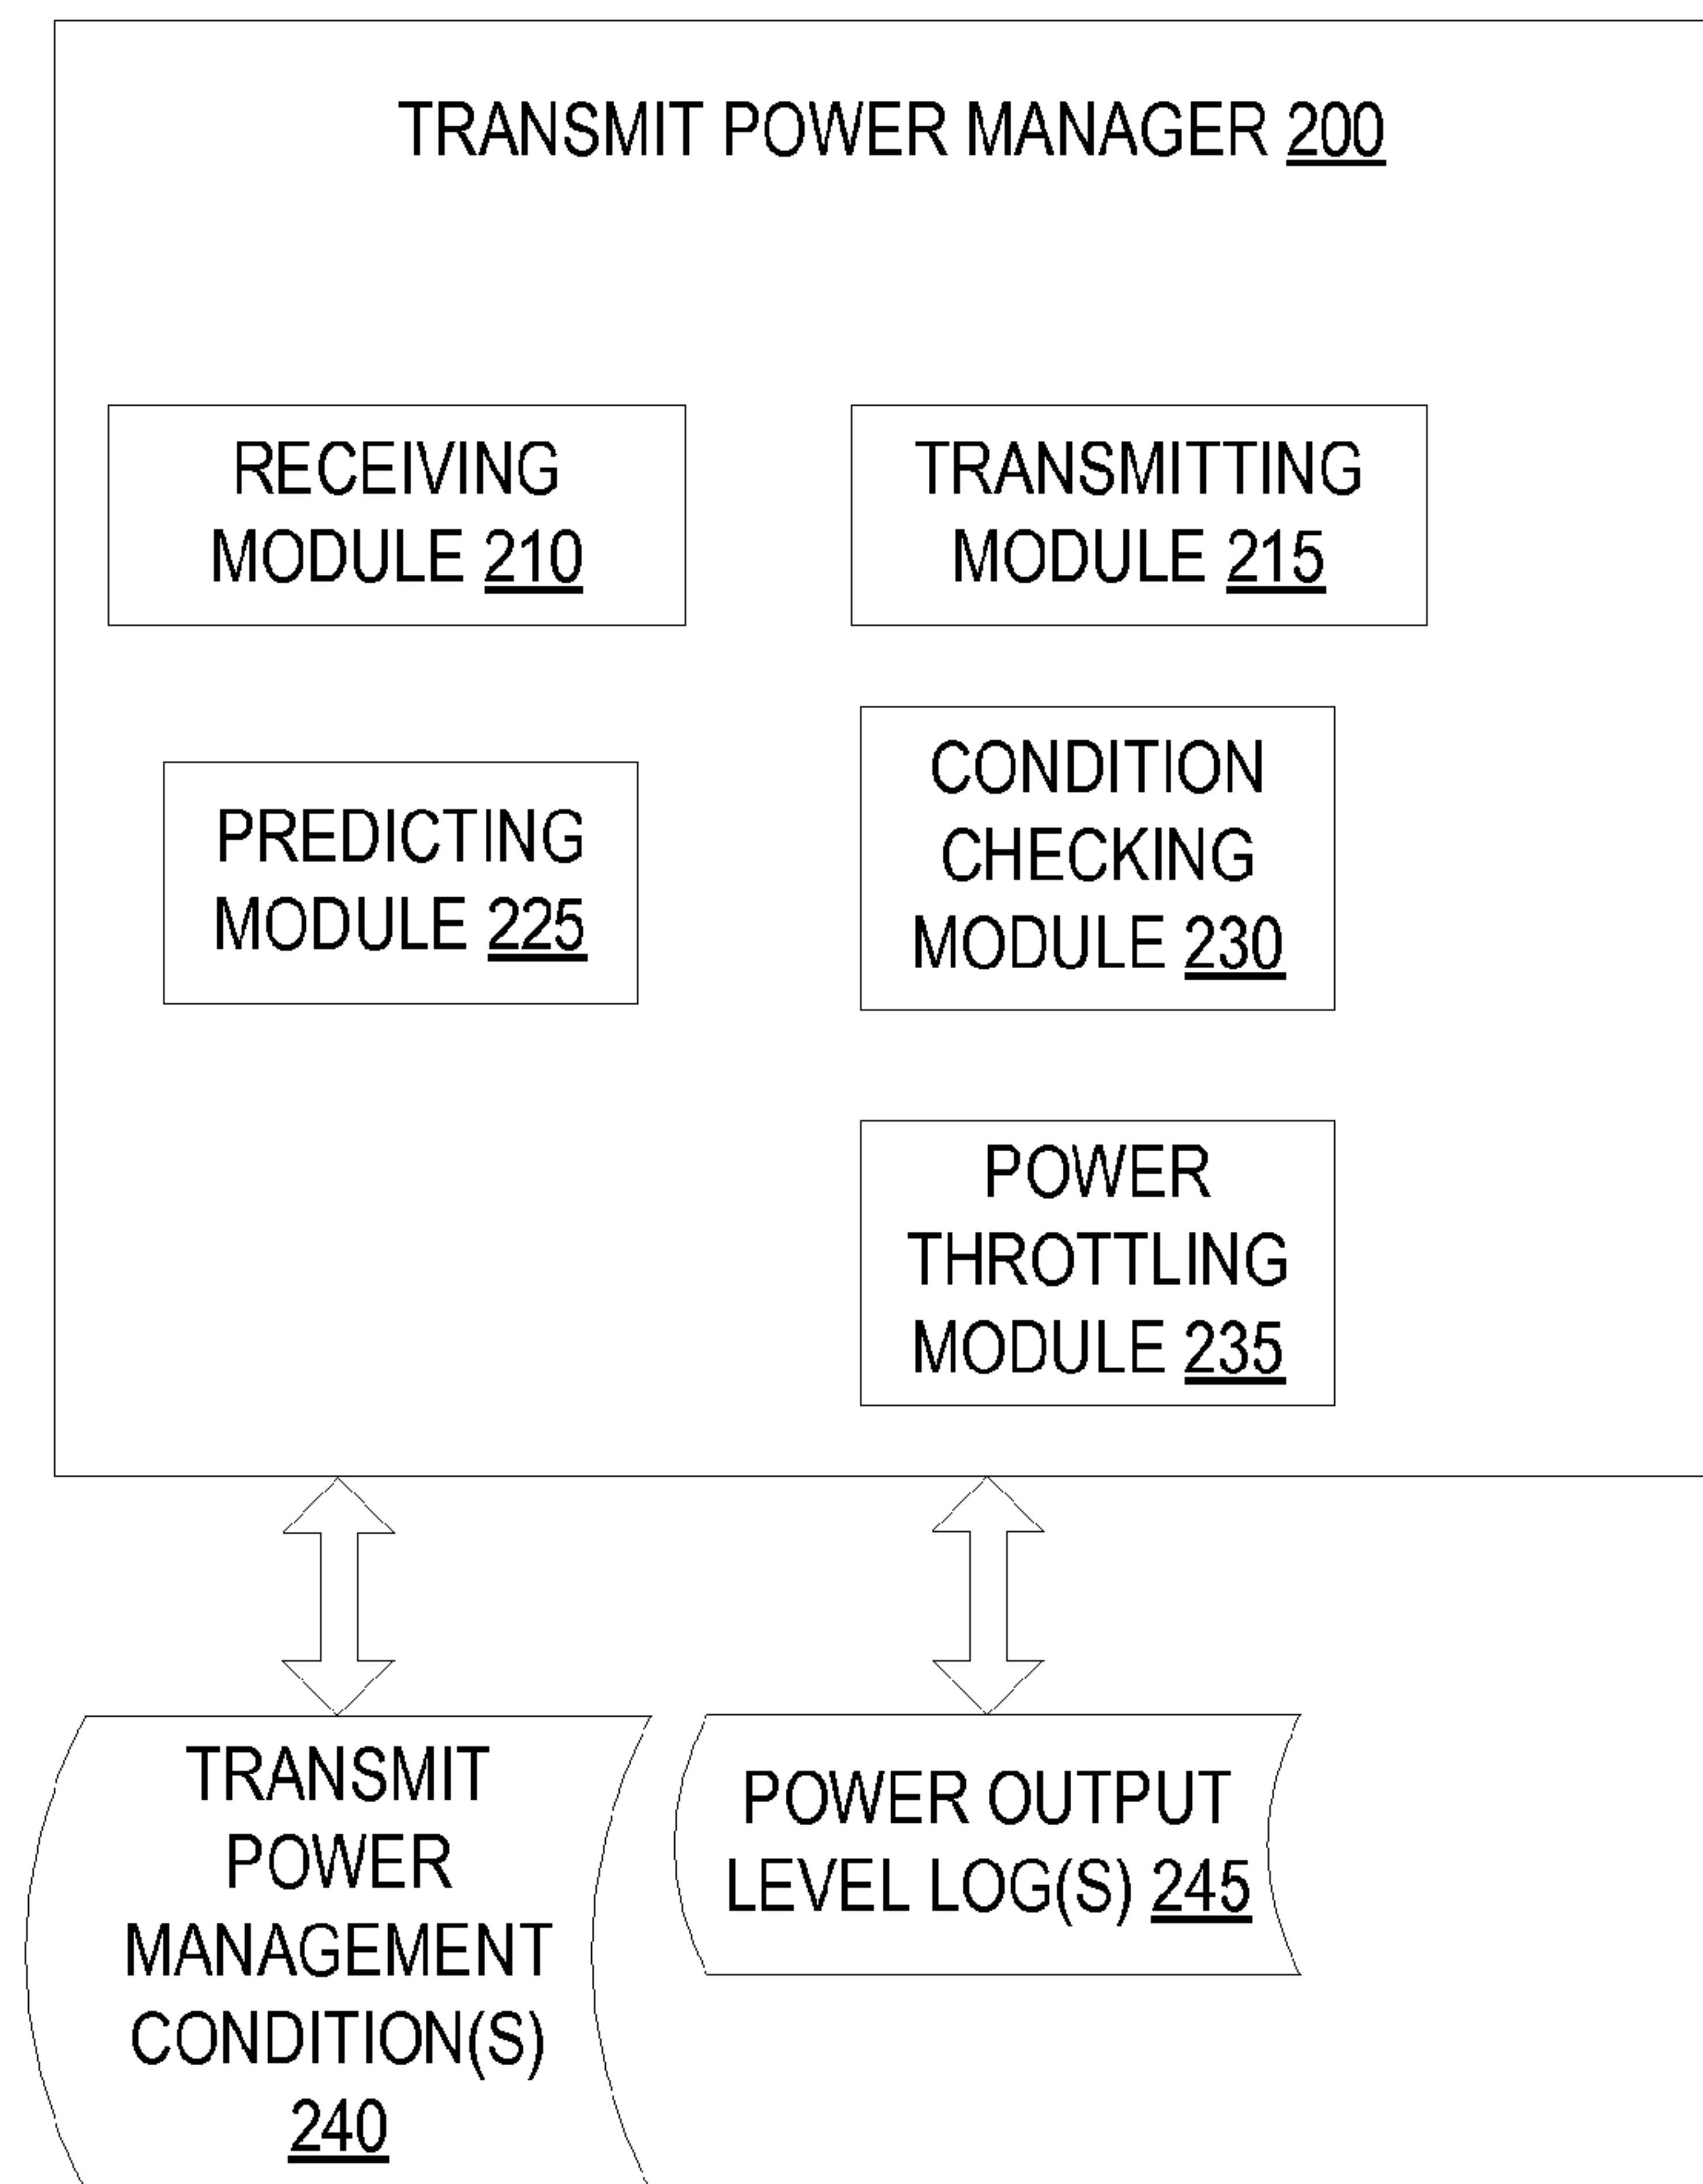 TRANSMIT POWER MANAGER 200
RECEIVING
MODULE 210
TRANSMITTING
MODULE 215
PREDICTING
MODULE 225
CONDITION
CHECKING
MODULE 230
POWER
THROTTLING
MODULE 235
TRANSMIT
POWER
MANAGEMENT
CONDITION(S)
240
POWER OUTPUT
LEVEL LOG(S) 245